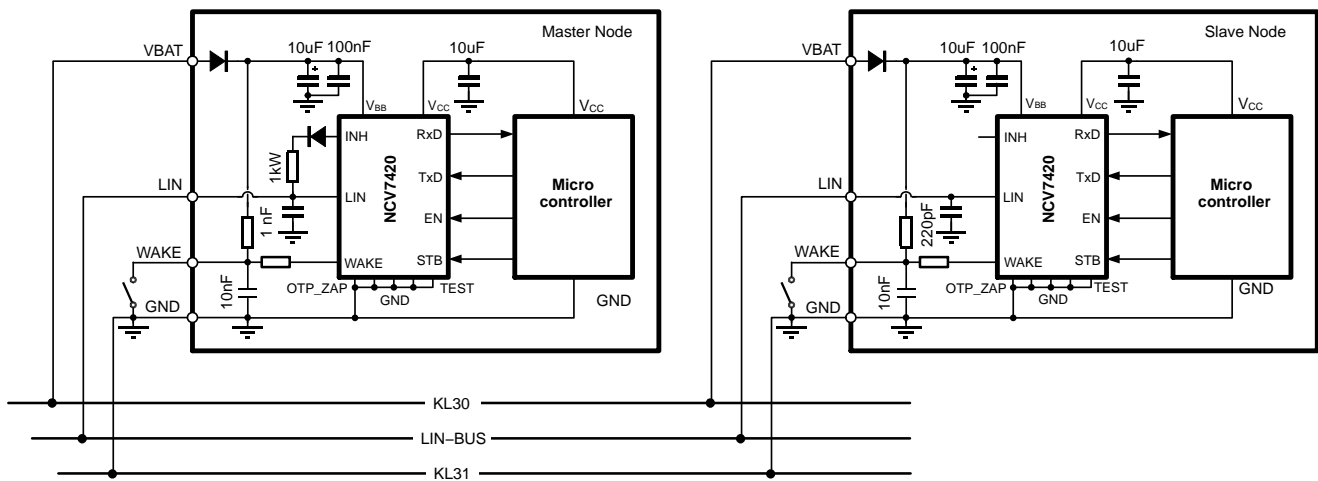 Master Node
VBAT
10uF 100nF
10uF
VBB
VCC
VCC
INH
RxD
1kW
TxD
LIN
LIN
NCV7420
Micro
controller
1 nF
EN
WAKE
WAKE
STB
10nF
OTP_ZAP
GND
TEST
GND
GND
Slave Node
VBAT
10uF 100nF
10uF
VBB
VCC
VCC
INH
RxD
TxD
LIN
LIN
NCV7420
Micro
controller
220pF
EN
WAKE
WAKE
STB
10nF
OTP_ZAP
GND
TEST
GND
GND
KL30
LIN–BUS
KL31